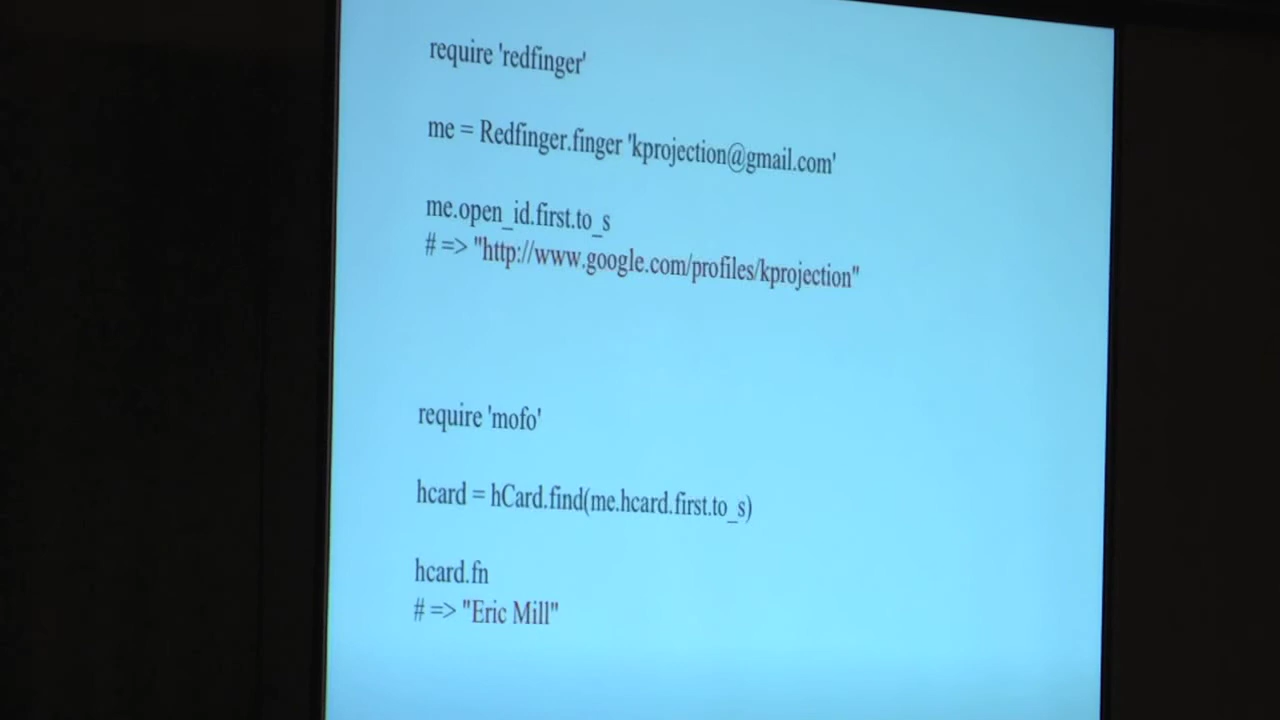 require 'redfinger'
me = Redfinger.finger 'kprojection@gmail.com'
me.open_id.first.to_s
# => "http://www.google.com/profiles/kprojection"
require 'mofo'
hcard = hCard.find(me.hcard.first.to_s)
hcard.fn
# => "Eric Mill"